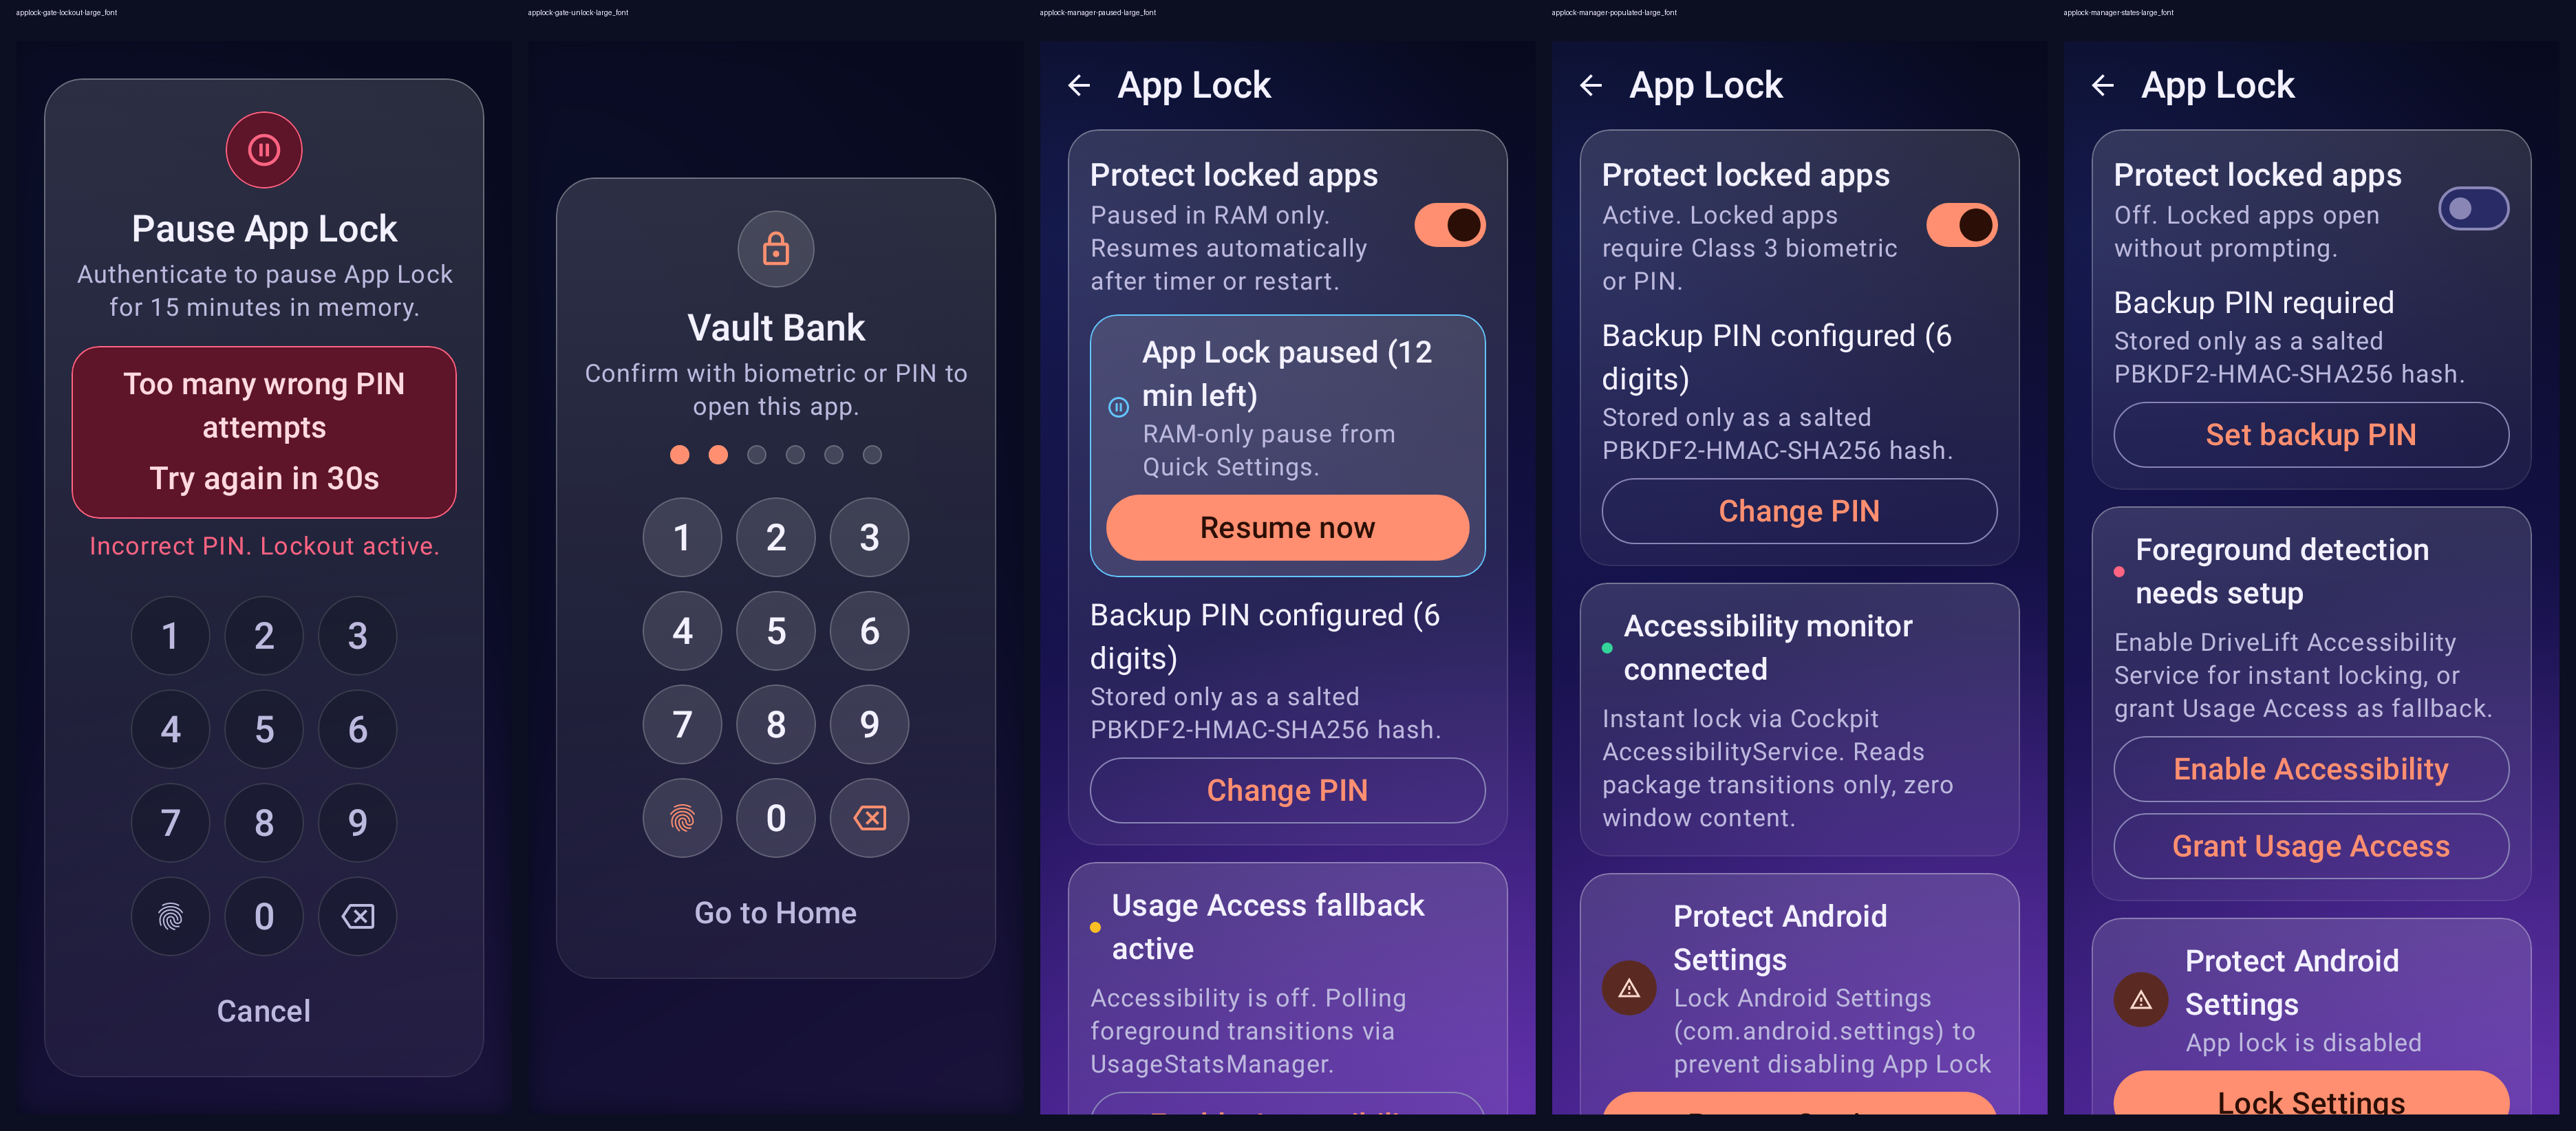 applock-gate-lockout-large_font
Pause App Lock
Authenticate to pause App Lock
for 15 minutes in memory.
Too many wrong PIN
attempts
Try again in 30s
Incorrect PIN. Lockout active.
1 2 3
4 5 6
7 8 9
0
Cancel
applock-gate-unlock-large_font
Vault Bank
Confirm with biometric or PIN to
open this app.
1 2 3
4 5 6
7 8 9
0
Go to Home
applock-manager-paused-large_font
App Lock
Protect locked apps
Paused in RAM only.
Resumes automatically
after timer or restart.
App Lock paused (12
min left)
RAM-only pause from
Quick Settings.
Resume now
Backup PIN configured (6
digits)
Stored only as a salted
PBKDF2-HMAC-SHA256 hash.
Change PIN
Usage Access fallback
active
Accessibility is off. Polling
foreground transitions via
UsageStatsManager.
applock-manager-populated-large_font
App Lock
Protect locked apps
Active. Locked apps
require Class 3 biometric
or PIN.
Backup PIN configured (6
digits)
Stored only as a salted
PBKDF2-HMAC-SHA256 hash.
Change PIN
Accessibility monitor
connected
Instant lock via Cockpit
AccessibilityService. Reads
package transitions only, zero
window content.
Protect Android
Settings
Lock Android Settings
(com.android.settings) to
prevent disabling App Lock
applock-manager-states-large_font
App Lock
Protect locked apps
Off. Locked apps open
without prompting.
Backup PIN required
Stored only as a salted
PBKDF2-HMAC-SHA256 hash.
Set backup PIN
Foreground detection
needs setup
Enable DriveLift Accessibility
Service for instant locking, or
grant Usage Access as fallback.
Enable Accessibility
Grant Usage Access
Protect Android
Settings
App lock is disabled
Lock Settings